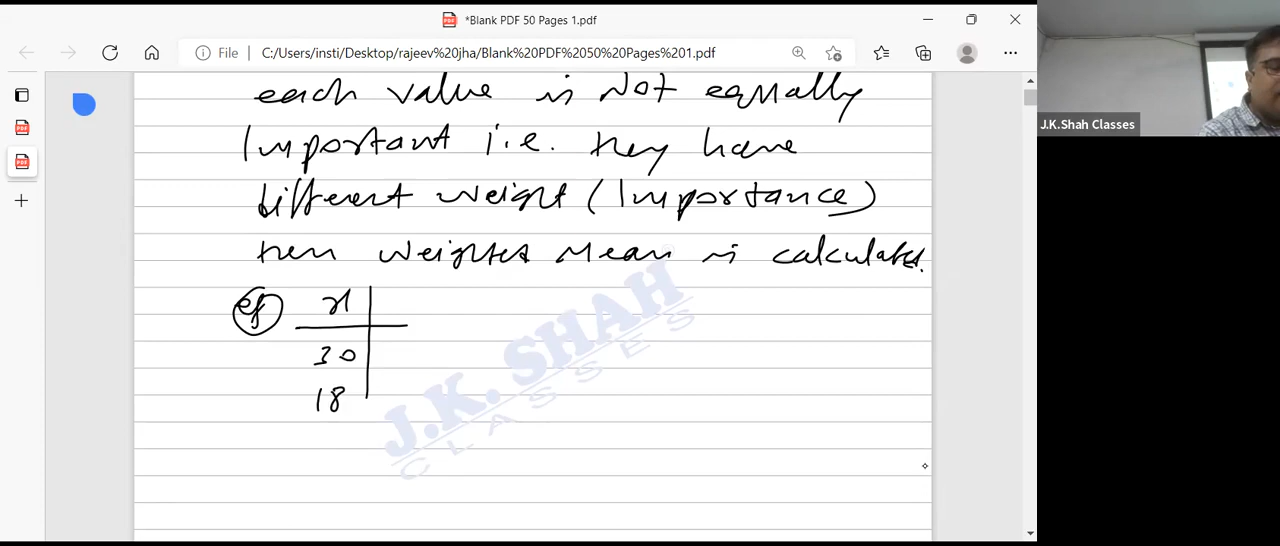 *Blank PDF 50 Pages 1.pdf
File C:/Users/insti/Desktop/rajeev%20jha/Blank%20PDF%2050%20Pages%201.pdf
each value is Not equally
Important i.e. they have
different weight (Importance)
then weighted Mean is calculated.
eg x
30
18
J.K. SHAH
CLASSES
J.K.Shah Classes